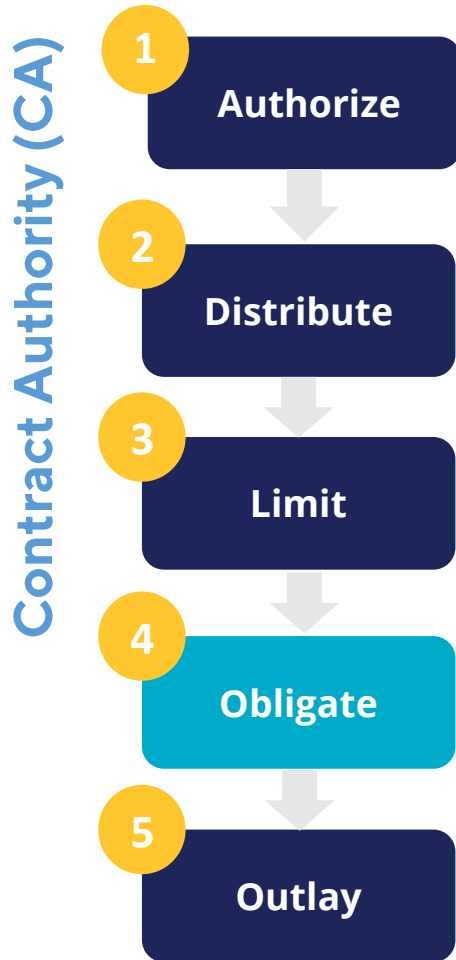 Contract Authority (CA)
1
Authorize
2
Distribute
3
Limit
4
Obligate
5
Outlay